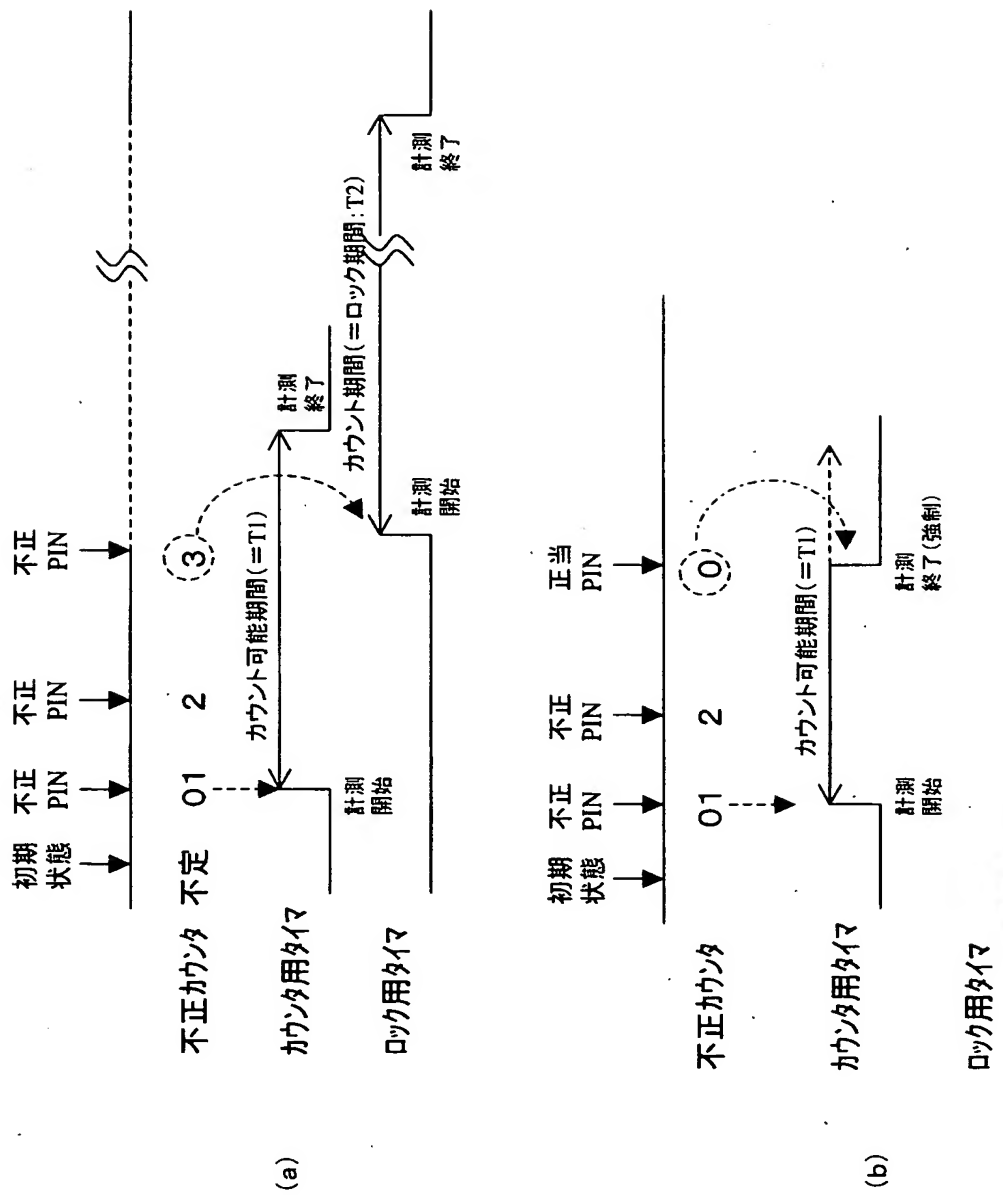 (a)
初期
状態
不正
PIN
不正
PIN
不正
PIN
不正カウンタ 不定 01 2 3
カウンタ用タイマ
カウント可能期間(=T1)
計測
開始
計測
終了
ロック用タイマ
カウント期間(=ロック期間:T2)
計測
開始
計測
終了
(b)
初期
状態
不正
PIN
不正
PIN
正当
PIN
不正カウンタ 01 2 0
カウンタ用タイマ
カウント可能期間(=T1)
計測
開始
計測
終了(強制)
ロック用タイマ